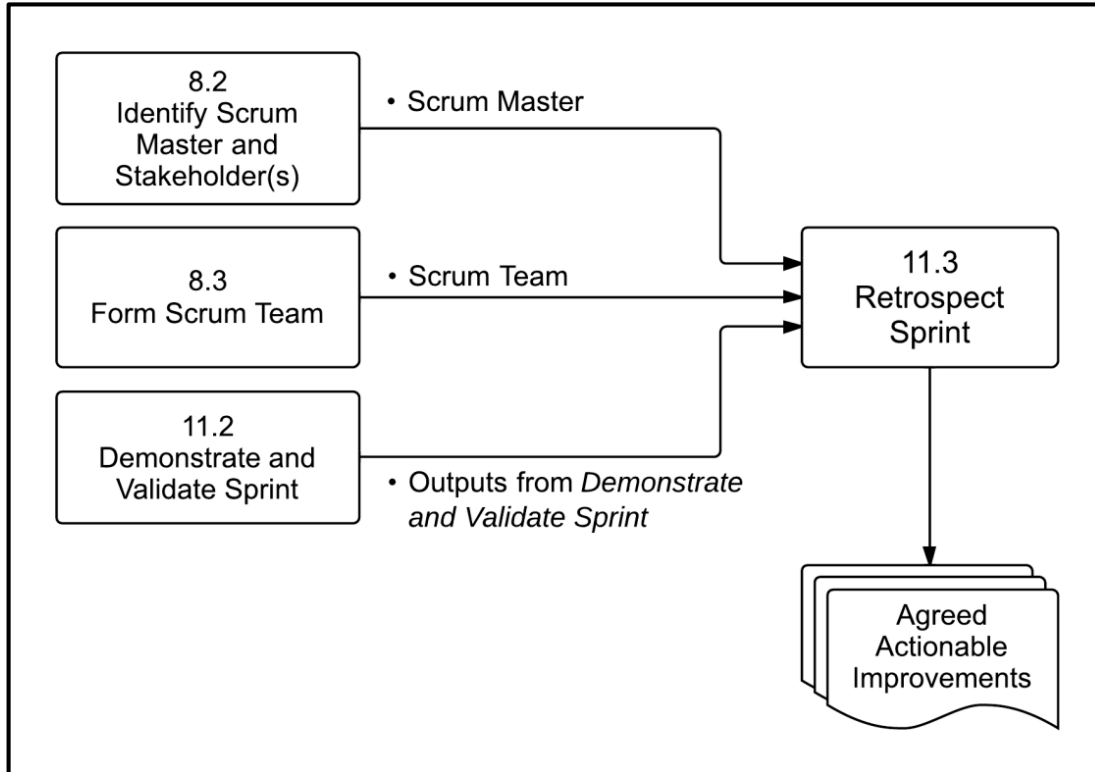 8.2
Identify Scrum
Master and
Stakeholder(s)
• Scrum Master
8.3
Form Scrum Team
• Scrum Team
11.2
Demonstrate and
Validate Sprint
• Outputs from Demonstrate
and Validate Sprint
11.3
Retrospect
Sprint
Agreed
Actionable
Improvements